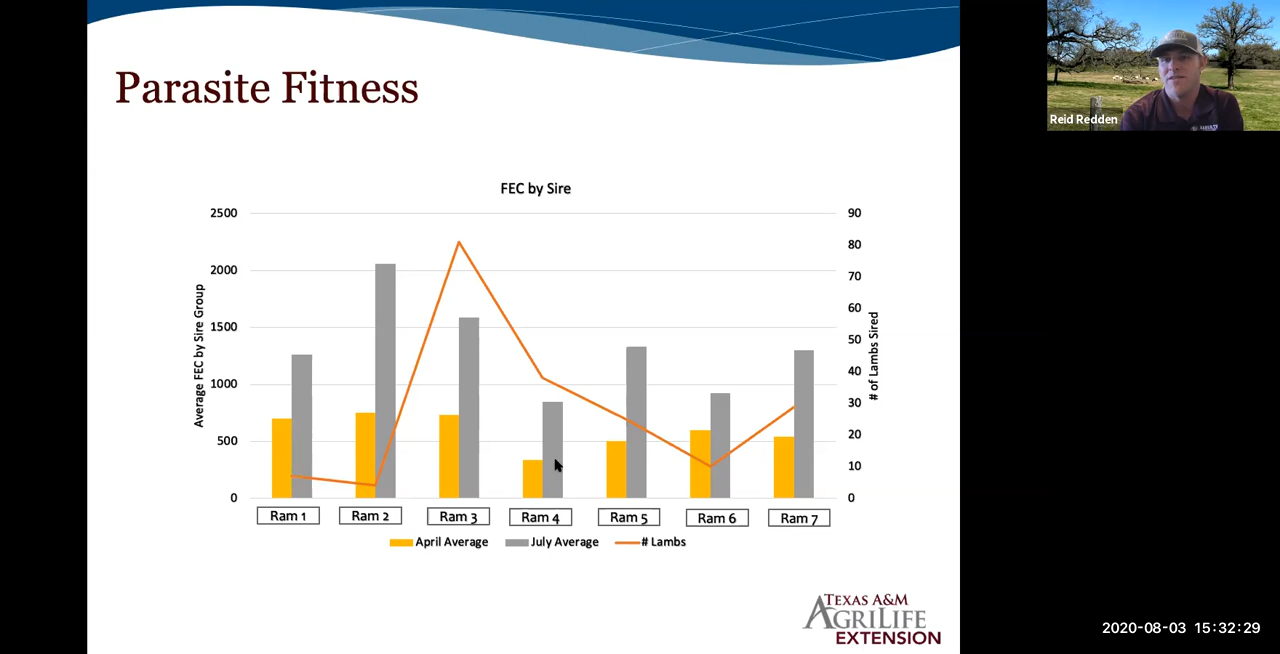 Parasite Fitness
Reid Redden
FEC by Sire
2500
2000
1500
1000
500
0
Average FEC by Sire Group
90
80
70
60
50
40
30
20
10
0
# of Lambs Sired
Ram 1
Ram 2
Ram 3
Ram 4
Ram 5
Ram 6
Ram 7
April Average
July Average
# Lambs
TEXAS A&M
AGRILIFE
EXTENSION
2020-08-03 15:32:29